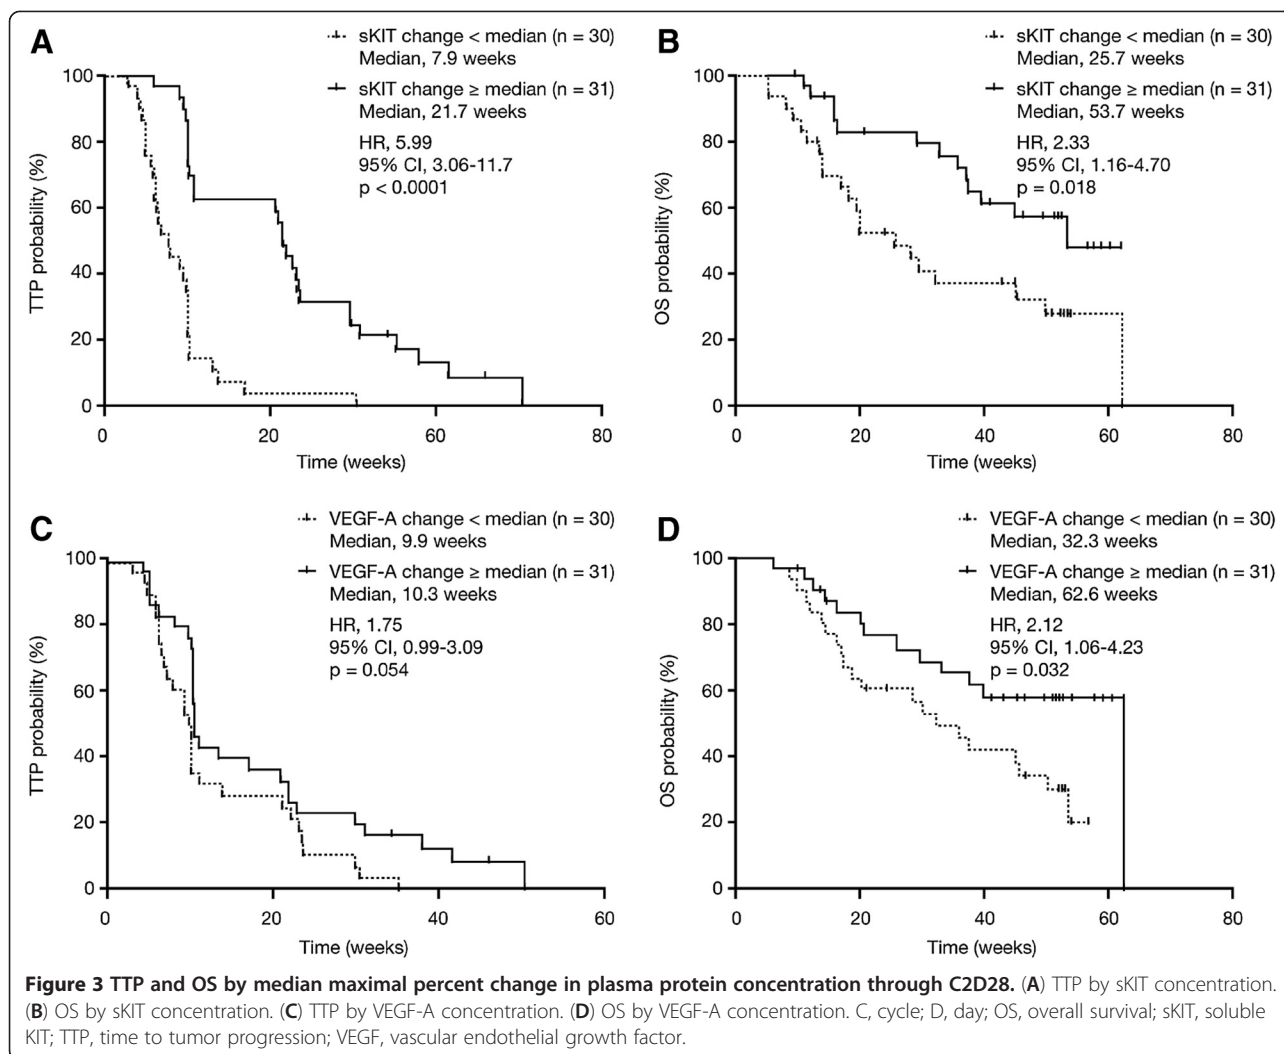 A
sKIT change < median (n = 30)
Median, 7.9 weeks
sKIT change ≥ median (n = 31)
Median, 21.7 weeks
HR, 5.99
95% CI, 3.06-11.7
p < 0.0001
100
80
60
40
20
0
TTP probability (%)
0 20 60 80
Time (weeks)
B
sKIT change < median (n = 30)
Median, 25.7 weeks
sKIT change ≥ median (n = 31)
Median, 53.7 weeks
HR, 2.33
95% CI, 1.16-4.70
p = 0.018
100
80
60
40
20
0
OS probability (%)
0 20 40 60 80
Time (weeks)
C
VEGF-A change < median (n = 30)
Median, 9.9 weeks
VEGF-A change ≥ median (n = 31)
Median, 10.3 weeks
HR, 1.75
95% CI, 0.99-3.09
p = 0.054
100
80
60
40
20
0
TTP probability (%)
0 20 40 60
Time (weeks)
D
VEGF-A change < median (n = 30)
Median, 32.3 weeks
VEGF-A change ≥ median (n = 31)
Median, 62.6 weeks
HR, 2.12
95% CI, 1.06-4.23
p = 0.032
100
80
60
40
20
0
OS probability (%)
0 20 40 60 80
Time (weeks)
Figure 3 TTP and OS by median maximal percent change in plasma protein concentration through C2D28. (A) TTP by sKIT concentration.
(B) OS by sKIT concentration. (C) TTP by VEGF-A concentration. (D) OS by VEGF-A concentration. C, cycle; D, day; OS, overall survival; sKIT, soluble
KIT; TTP, time to tumor progression; VEGF, vascular endothelial growth factor.